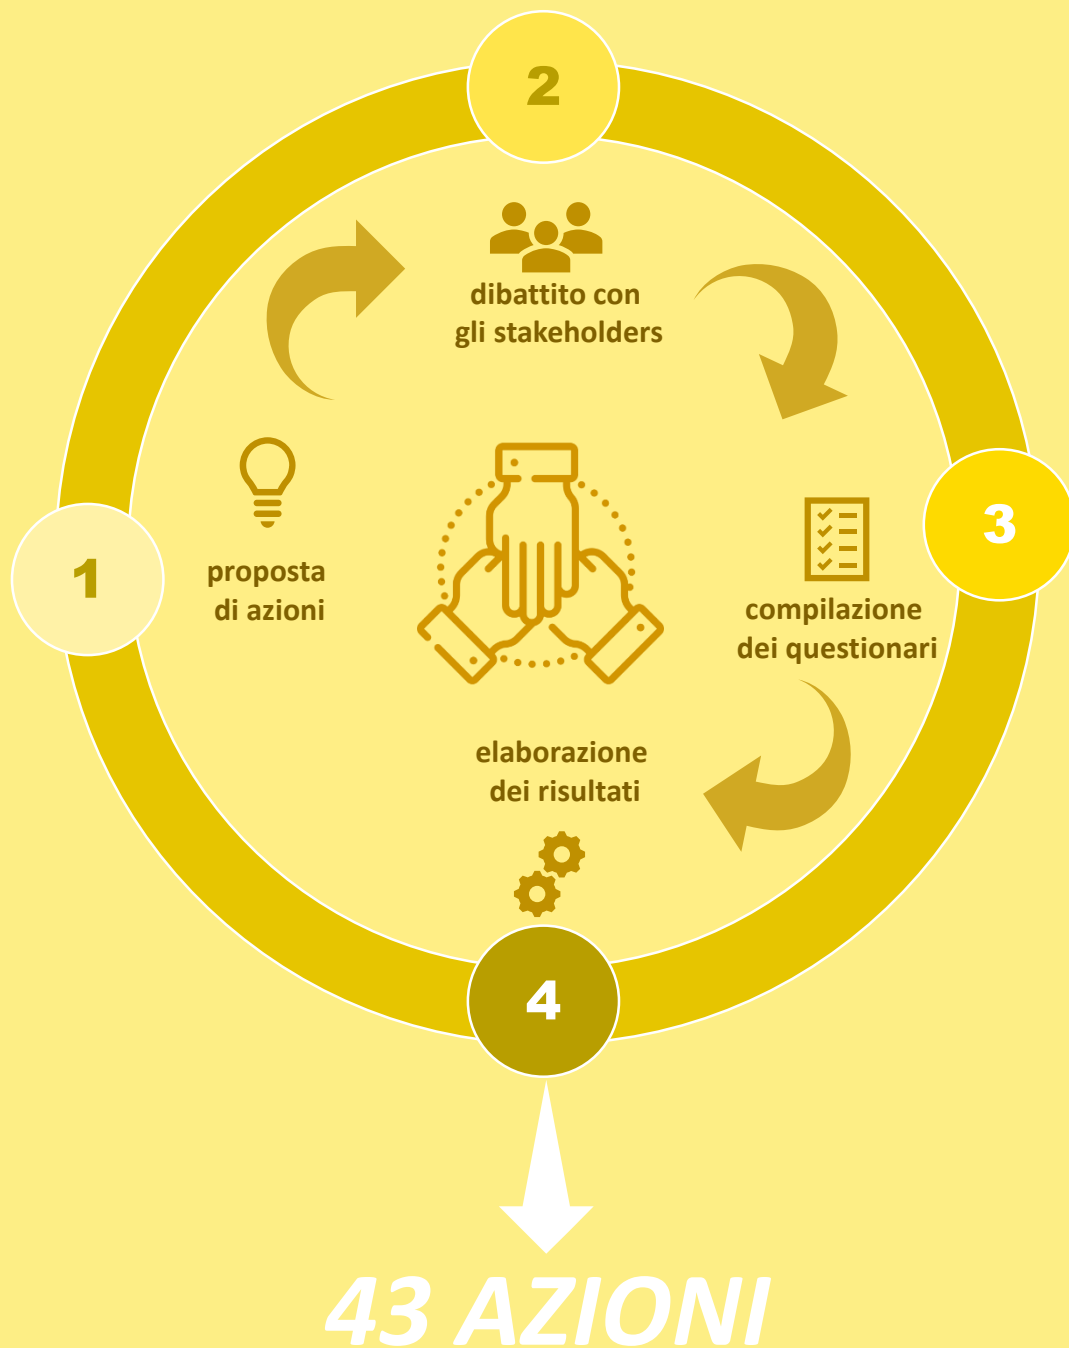 1
proposta
di azioni
2
dibattito con
gli stakeholders
3
compilazione
dei questionari
elaborazione
dei risultati
4
43 AZIONI